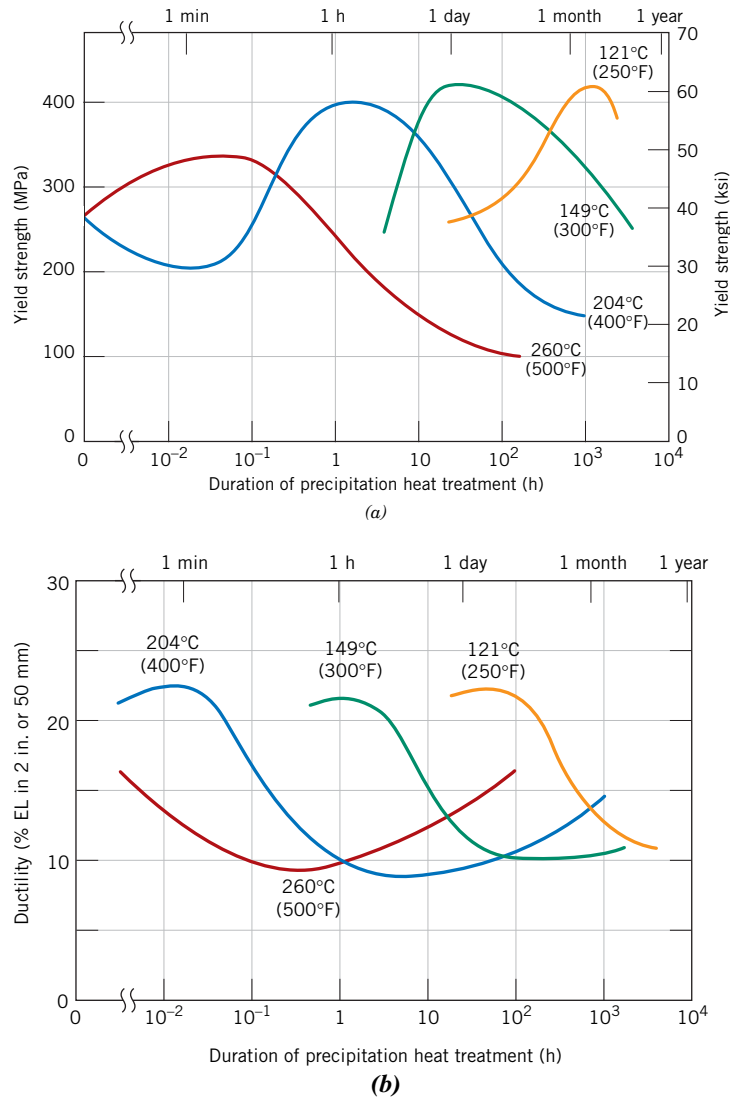 1 min 1 h 1 day 1 month 1 year
70
121°C
(250°F)
60
400
50
300
40
149°C
(300°F)
200
30
204°C
(400°F)
20
260°C
(500°F)
100
10
0
0
Yield strength (MPa)
Yield strength (ksi)
0 10⁻² 10⁻¹ 1 10 10² 10³ 10⁴
Duration of precipitation heat treatment (h)
(a)
1 min 1 h 1 day 1 month 1 year
30
204°C
(400°F)
149°C
(300°F)
121°C
(250°F)
20
10
260°C
(500°F)
0
Ductility (% EL in 2 in. or 50 mm)
0 10⁻² 10⁻¹ 1 10 10² 10³ 10⁴
Duration of precipitation heat treatment (h)
(b)